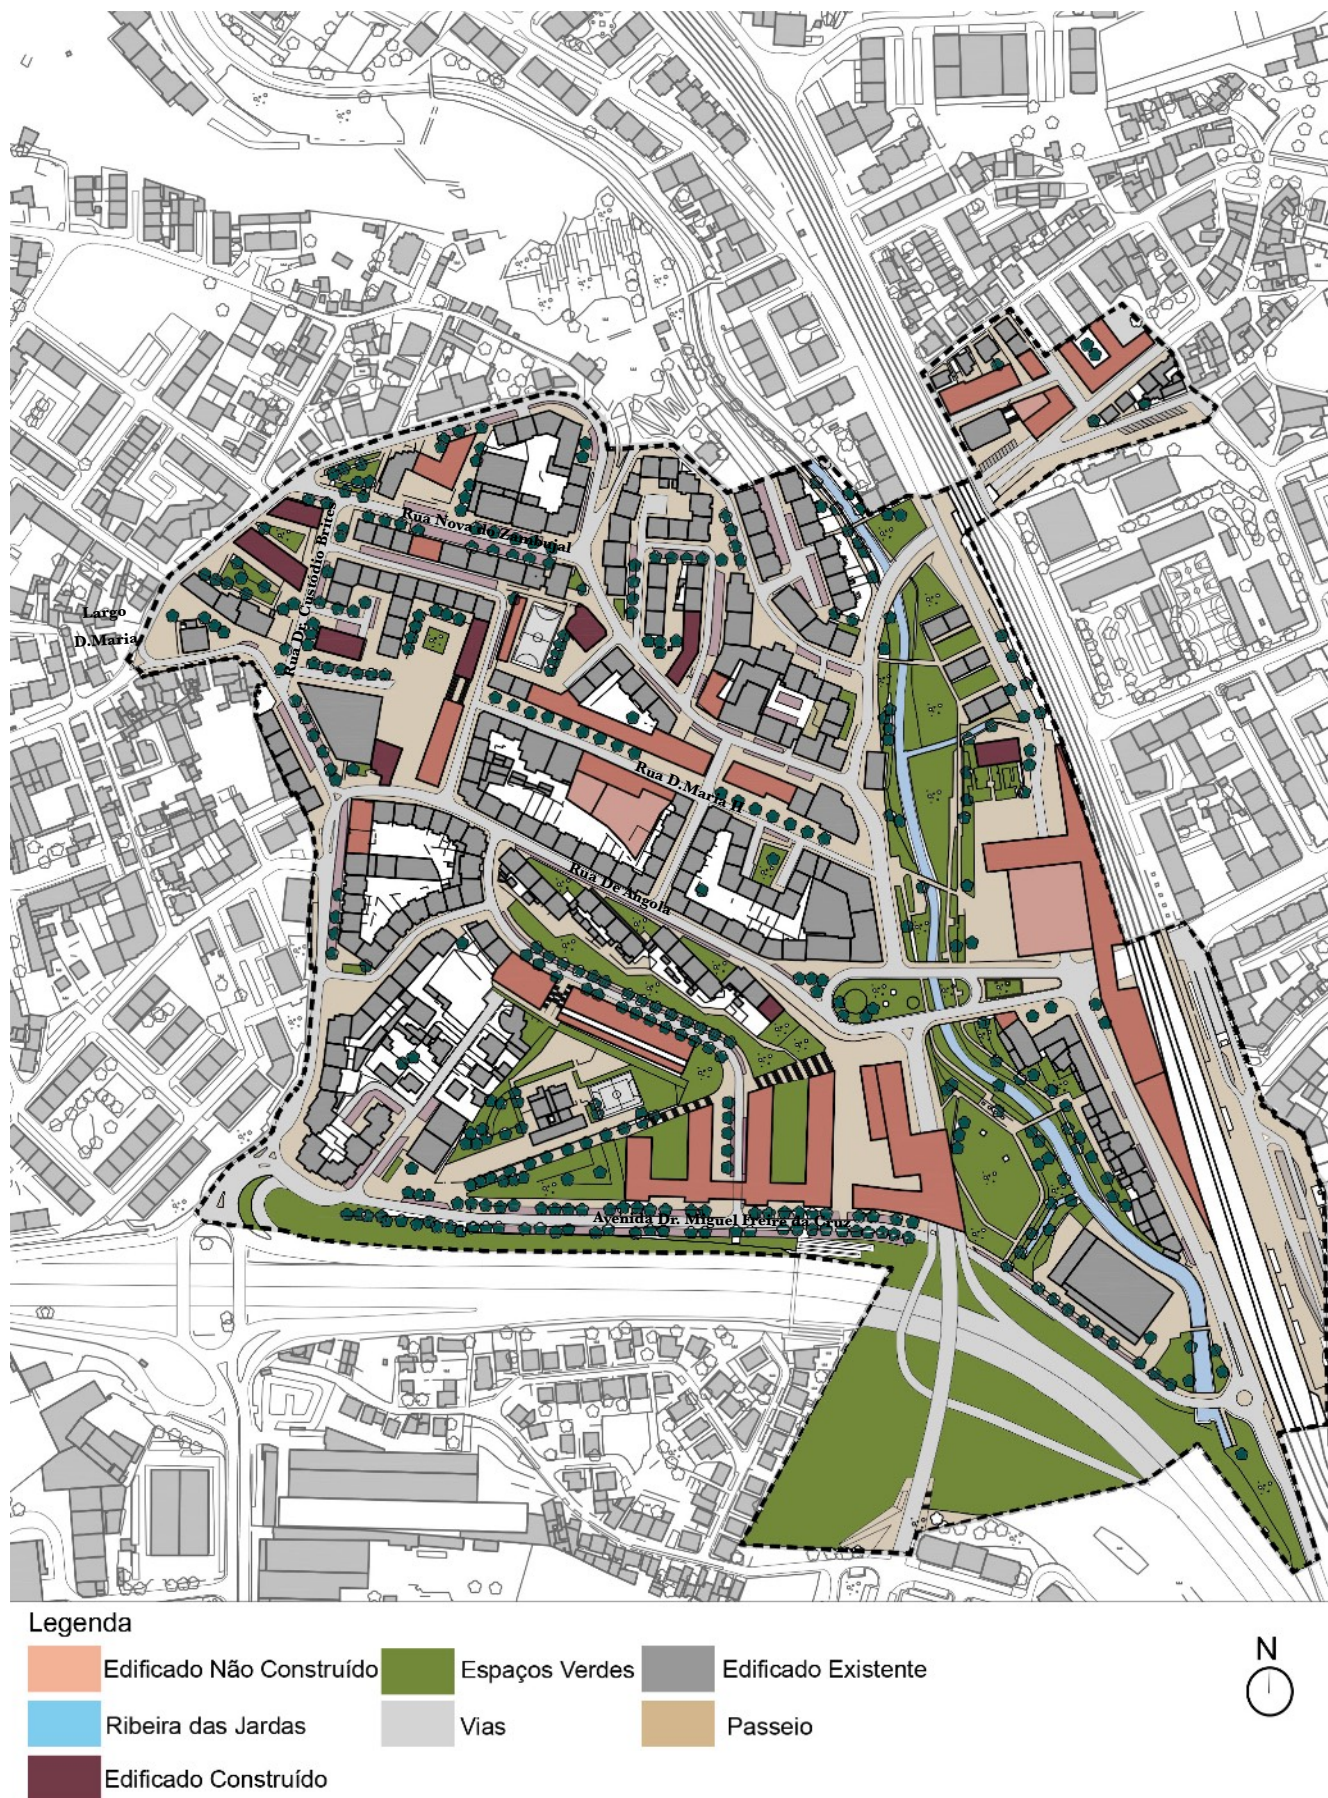 Rua Nova do Zambujal
Rua Dr. Custódio Brites
Largo
D.Maria
Rua D.Maria II
Rua De Angola
Avenida Dr. Miguel Freire da Cruz
Legenda
Edificado Não Construído
Espaços Verdes
Edificado Existente
N
Ribeira das Jardas
Vias
Passeio
Edificado Construído